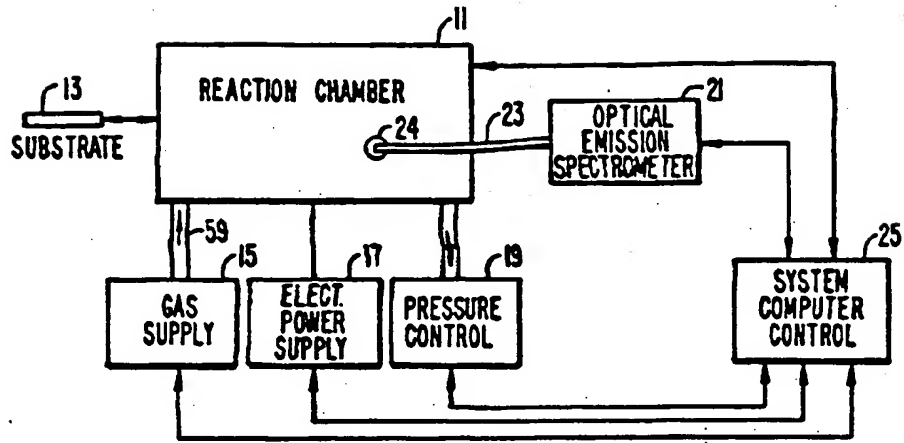 11
REACTION CHAMBER
13
SUBSTRATE
24
23
21
OPTICAL
EMISSION
SPECTROMETER
59
15
GAS
SUPPLY
17
ELECT.
POWER
SUPPLY
19
PRESSURE
CONTROL
25
SYSTEM
COMPUTER
CONTROL